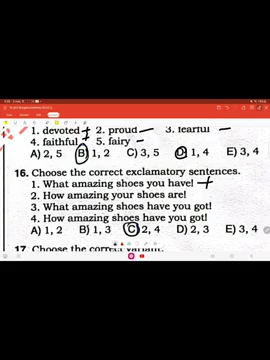 1. devoted + 2. proud — 3. tearful —
4. faithful + 5. fairy —
A) 2, 5 B) 1, 2 C) 3, 5 D) 1, 4 E) 3, 4
16. Choose the correct exclamatory sentences.
1. What amazing shoes you have! +
2. How amazing your shoes are!
3. What amazing shoes have you got!
4. How amazing shoes have you got!
A) 1, 2 B) 1, 3 C) 2, 4 D) 2, 3 E) 3, 4
17. Choose the correct variant.